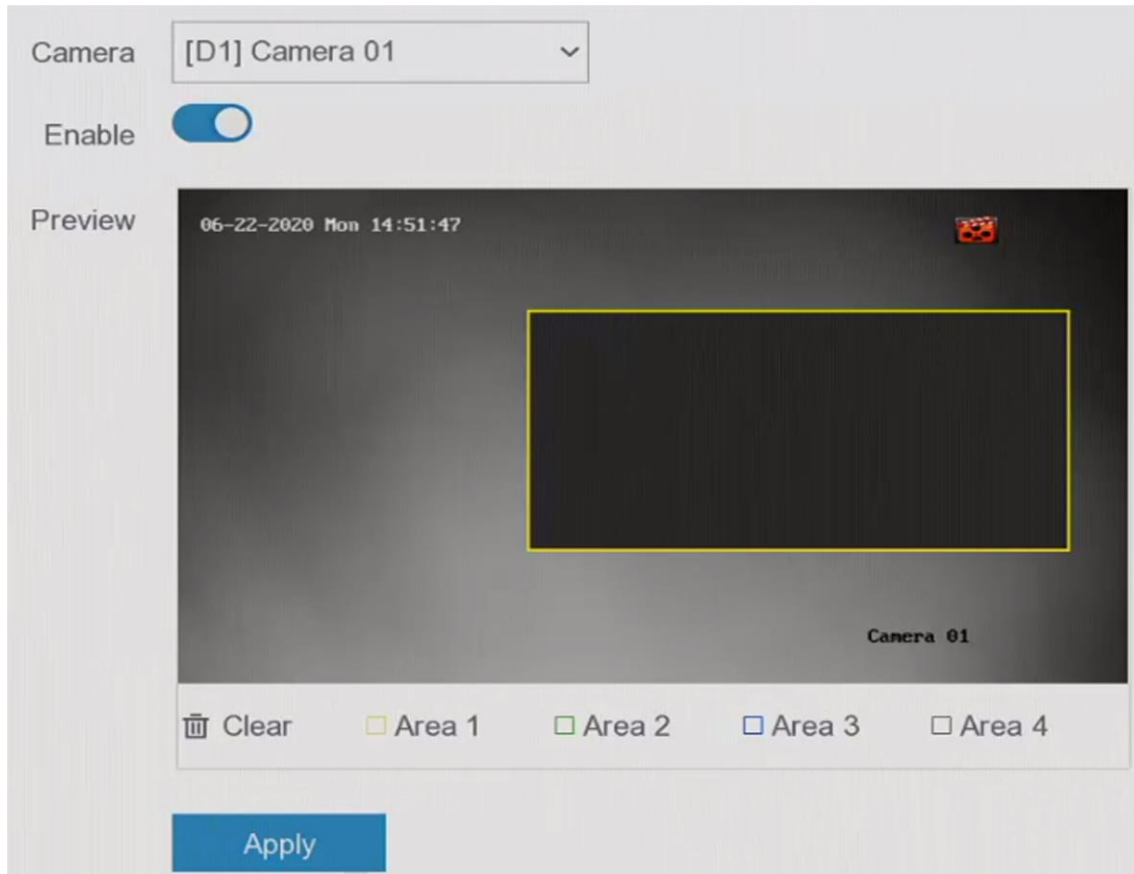 Camera [D1] Camera 01
Enable
Preview
06-22-2020 Mon 14:51:47
Camera 01
Clear Area 1 Area 2 Area 3 Area 4
Apply